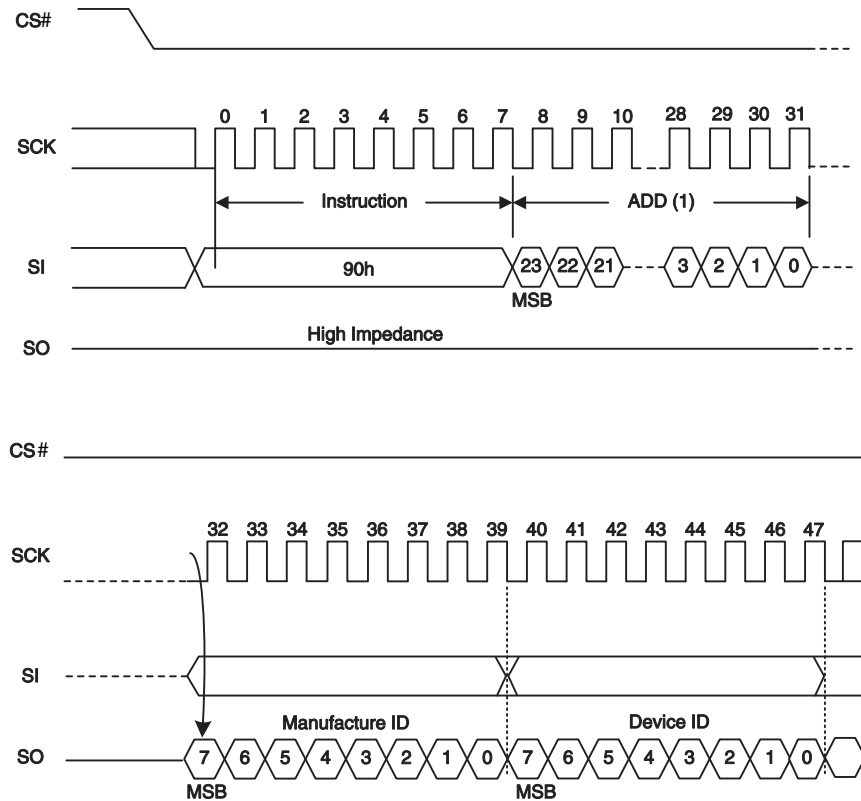 CS#
0 1 2 3 4 5 6 7 8 9 10 28 29 30 31
SCK
Instruction ADD (1)
SI 90h 23 22 21 3 2 1 0
MSB
High Impedance
SO
CS#
32 33 34 35 36 37 38 39 40 41 42 43 44 45 46 47
SCK
SI
Manufacture ID Device ID
SO 7 6 5 4 3 2 1 0 7 6 5 4 3 2 1 0
MSB MSB